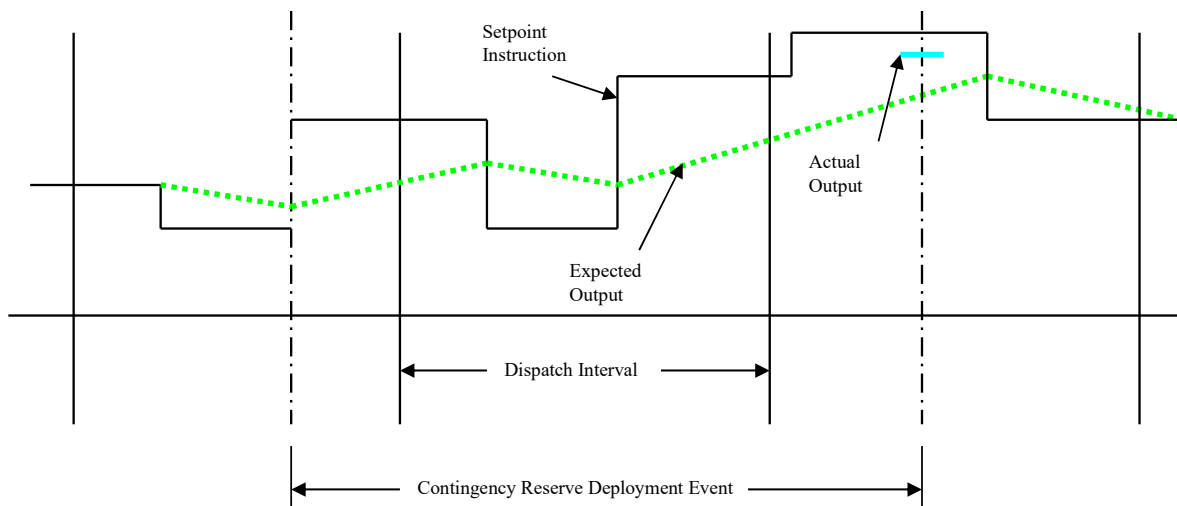 Setpoint
Instruction
Actual
Output
Expected
Output
Dispatch Interval
Contingency Reserve Deployment Event